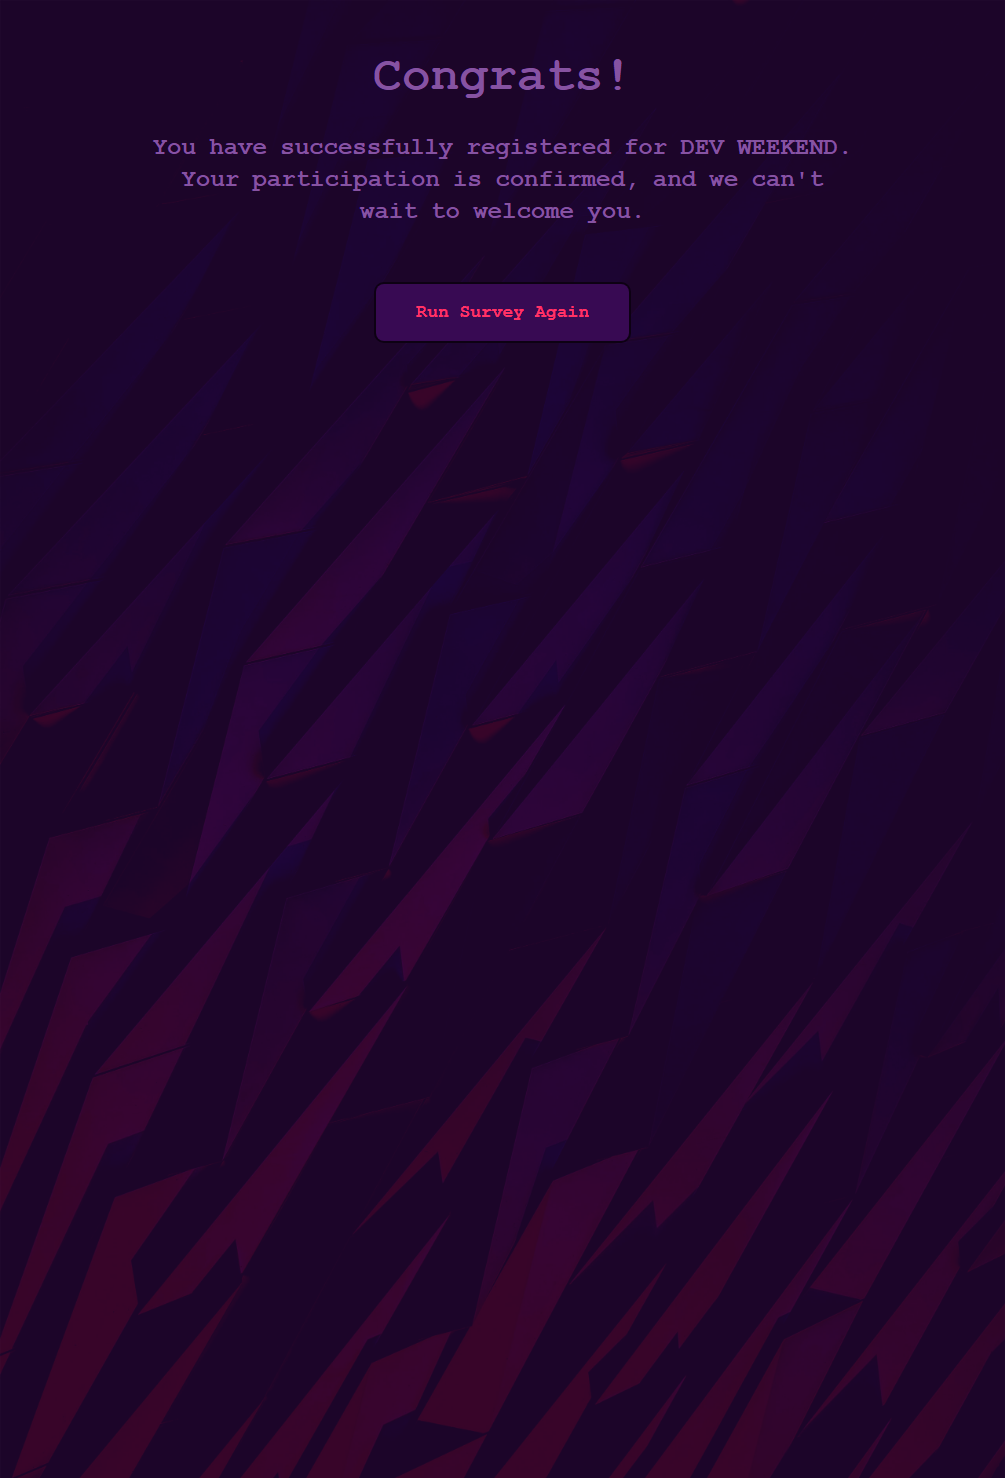 Congrats!
You have successfully registered for DEV WEEKEND.
Your participation is confirmed, and we can't
wait to welcome you.
Run Survey Again